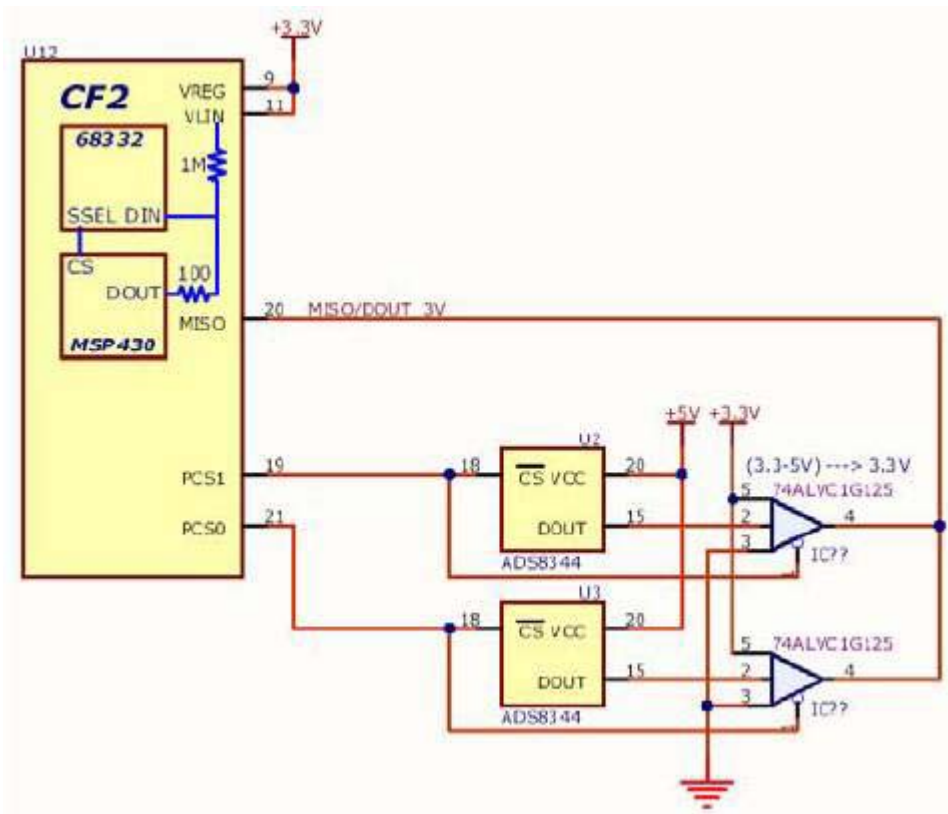 +3.3V
U12
CF2
VREG 9
VLIN 11
68332
1M
SSEL DIN
CS
100
DOUT
MISO 20 MISO/DOUT 3V
MSP430
+5V +3.3V
U2
PCS1 19
18 CS VCC 20
(3.3-5V) ---> 3.3V
5 74ALVC1G125
PCS0 21
DOUT 15 2 4
3 IC??
1
ADS8344
U3
18 CS VCC 20
5 74ALVC1G125
DOUT 15 2 4
3 IC??
1
ADS8344